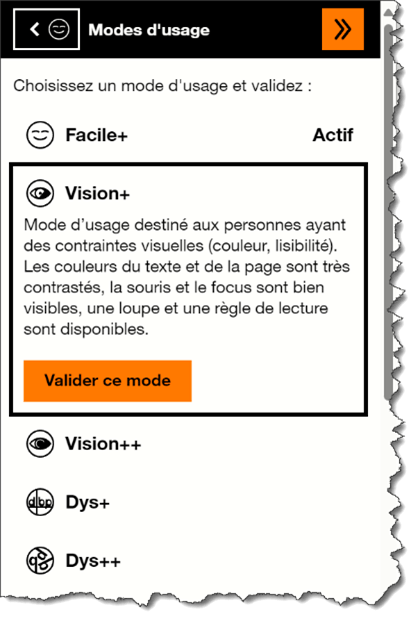 Modes d'usage
Choisissez un mode d'usage et validez :
Facile+ Actif
Vision+
Mode d'usage destiné aux personnes ayant
des contraintes visuelles (couleur, lisibilité).
Les couleurs du texte et de la page sont très
contrastés, la souris et le focus sont bien
visibles, une loupe et une règle de lecture
sont disponibles.
Valider ce mode
Vision++
Dys+
Dys++